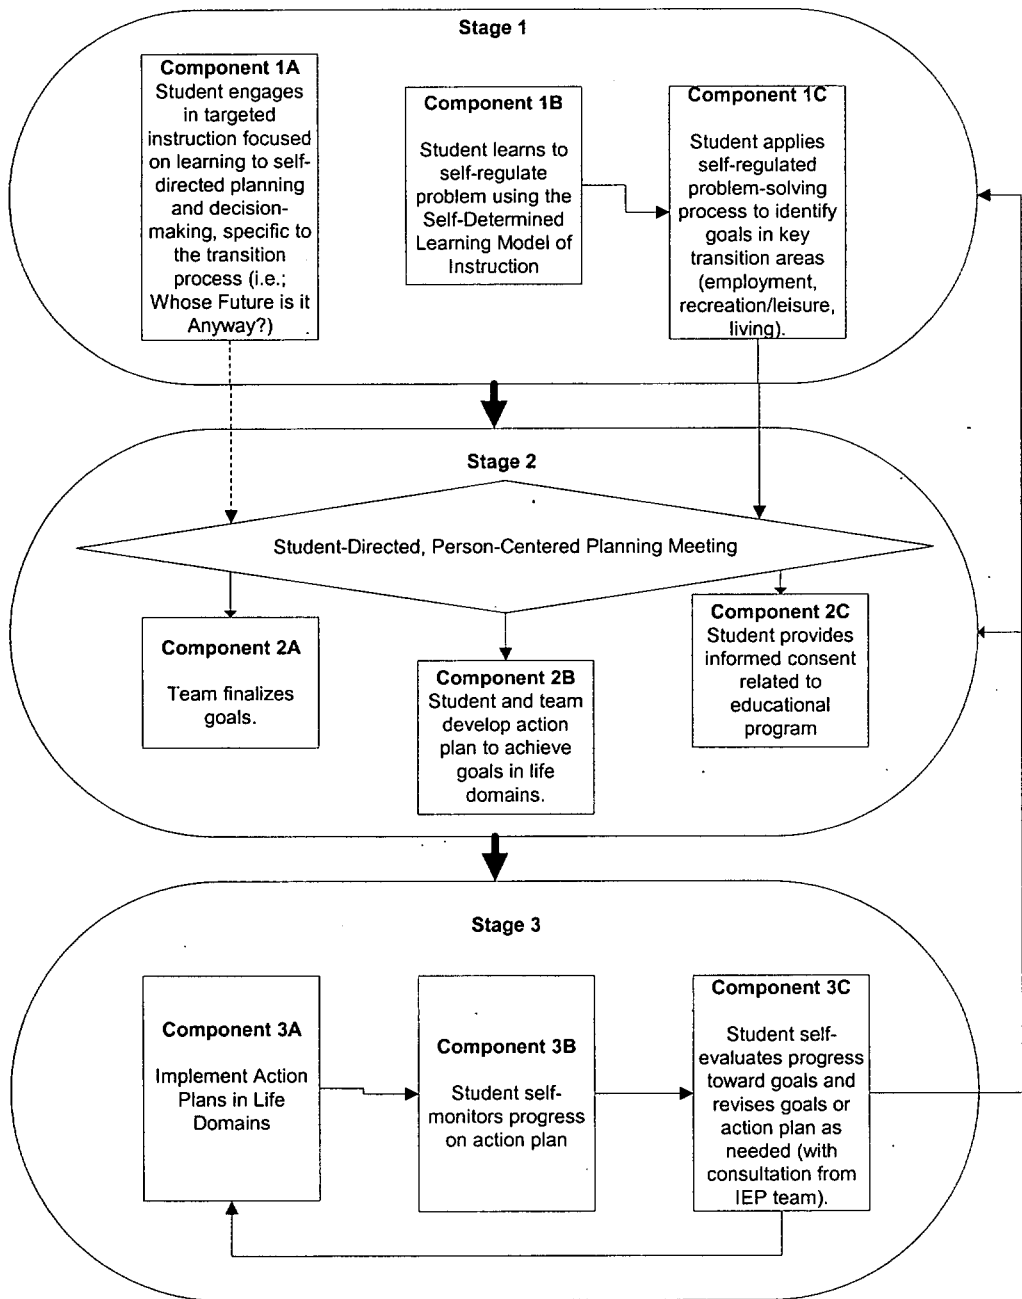 Stage 1
Component 1A
Student engages
in targeted
instruction focused
on learning to self-
directed planning
and decision-
making, specific to
the transition
process (i.e.;
Whose Future is it
Anyway?)
Component 1B
Student learns to
self-regulate
problem using the
Self-Determined
Learning Model of
Instruction
Component 1C
Student applies
self-regulated
problem-solving
process to identify
goals in key
transition areas
(employment,
recreation/leisure,
living).
Stage 2
Student-Directed, Person-Centered Planning Meeting
Component 2A
Team finalizes
goals.
Component 2B
Student and team
develop action
plan to achieve
goals in life
domains.
Component 2C
Student provides
informed consent
related to
educational
program
Stage 3
Component 3A
Implement Action
Plans in Life
Domains
Component 3B
Student self-
monitors progress
on action plan
Component 3C
Student self-
evaluates progress
toward goals and
revises goals or
action plan as
needed (with
consultation from
IEP team).